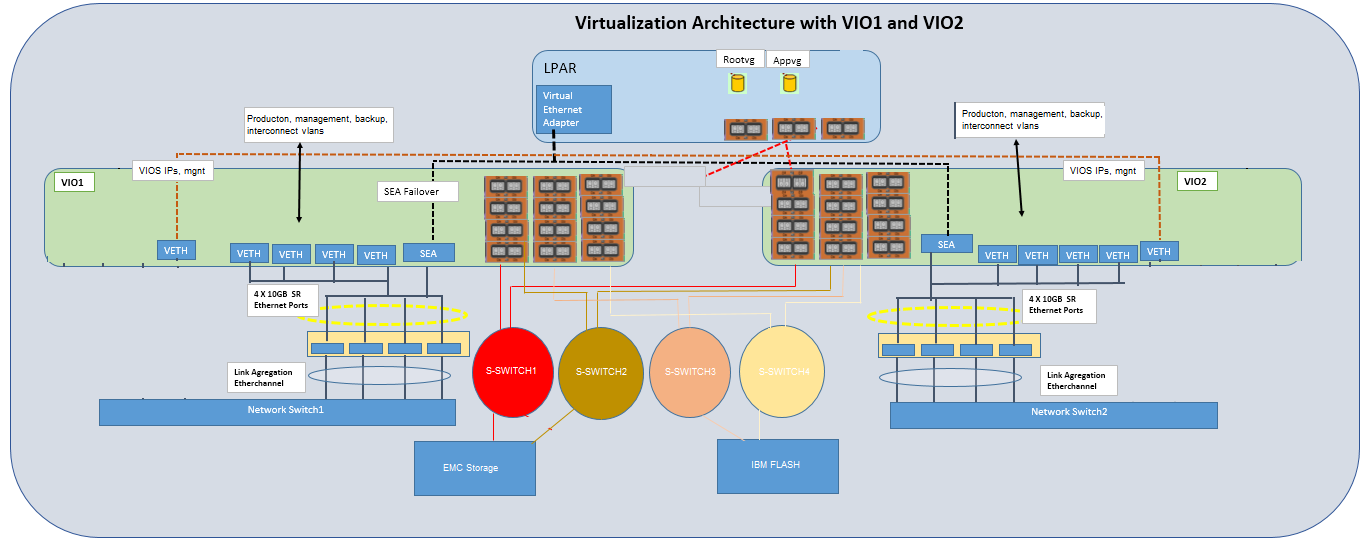 Virtualization Architecture with VIO1 and VIO2
Rootvg
Appvg
LPAR
Virtual
Ethernet
Adapter
Producton, management, backup,
interconnect vlans
Producton, management, backup,
interconnect vlans
VIO1
VIOS IPs, mgnt
SEA Failover
VIOS IPs, mgnt
VIO2
VETH
VETH
VETH
VETH
VETH
SEA
SEA
VETH
VETH
VETH
VETH
VETH
4 X 10GB SR
Ethernet Ports
4 X 10GB SR
Ethernet Ports
S-SWITCH1
S-SWITCH2
S-SWITCH3
S-SWITCH4
Link Agregation
Etherchannel
Link Agregation
Etherchannel
Network Switch1
Network Switch2
EMC Storage
IBM FLASH